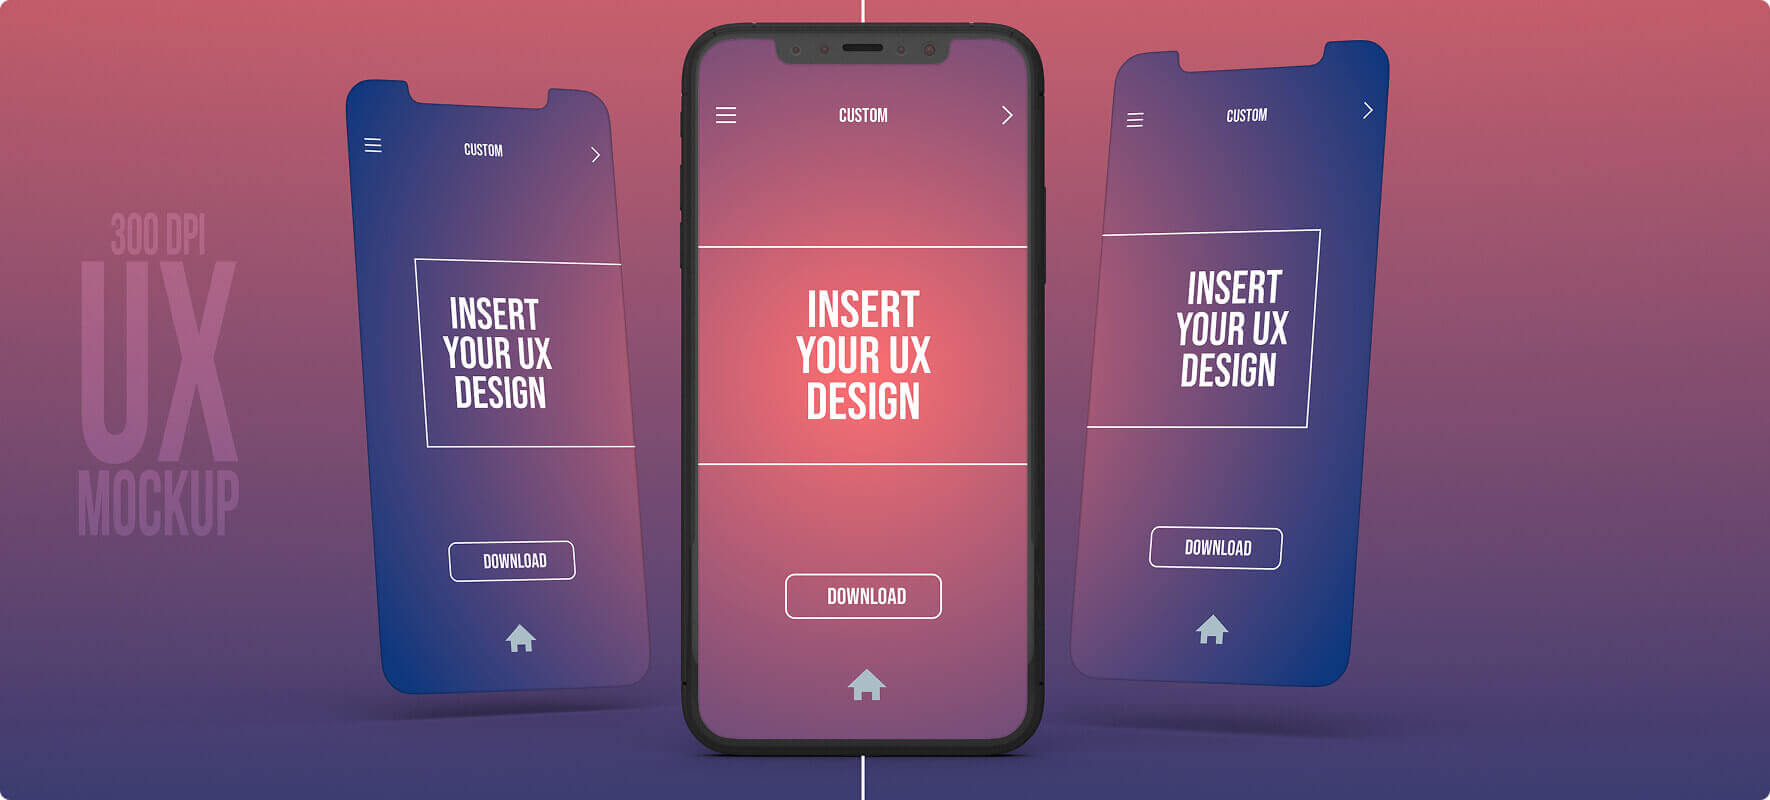 300 DPI
UX
MOCKUP
CUSTOM
INSERT
YOUR UX
DESIGN
DOWNLOAD
CUSTOM
INSERT
YOUR UX
DESIGN
DOWNLOAD
CUSTOM
INSERT
YOUR UX
DESIGN
DOWNLOAD